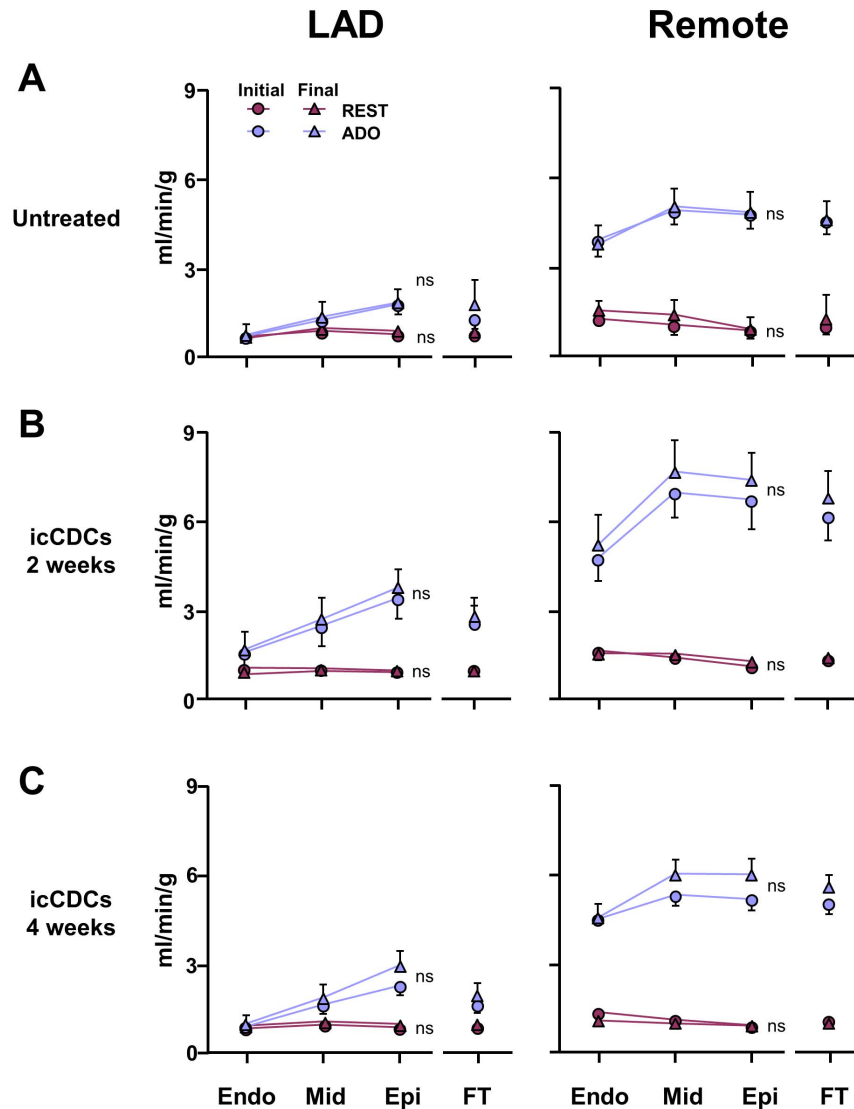 LAD Remote
A
9
6
3
0
ml/min/g
Initial Final
REST
ADO
Untreated
ns
ns
ns
ns
B
9
6
3
0
ml/min/g
icCDCs
2 weeks
ns
ns
ns
ns
C
9
6
3
0
ml/min/g
icCDCs
4 weeks
ns
ns
ns
ns
Endo Mid Epi FT Endo Mid Epi FT